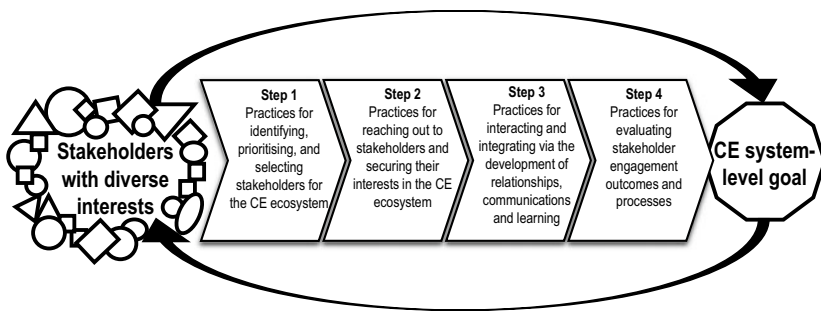 Stakeholders
with diverse
interests
Step 1
Practices for
identifying,
prioritising, and
selecting
stakeholders for
the CE ecosystem
Step 2
Practices for
reaching out to
stakeholders and
securing their
interests in the CE
ecosystem
Step 3
Practices for
interacting and
integrating via the
development of
relationships,
communications
and learning
Step 4
Practices for
evaluating
stakeholder
engagement
outcomes and
processes
CE system-
level goal